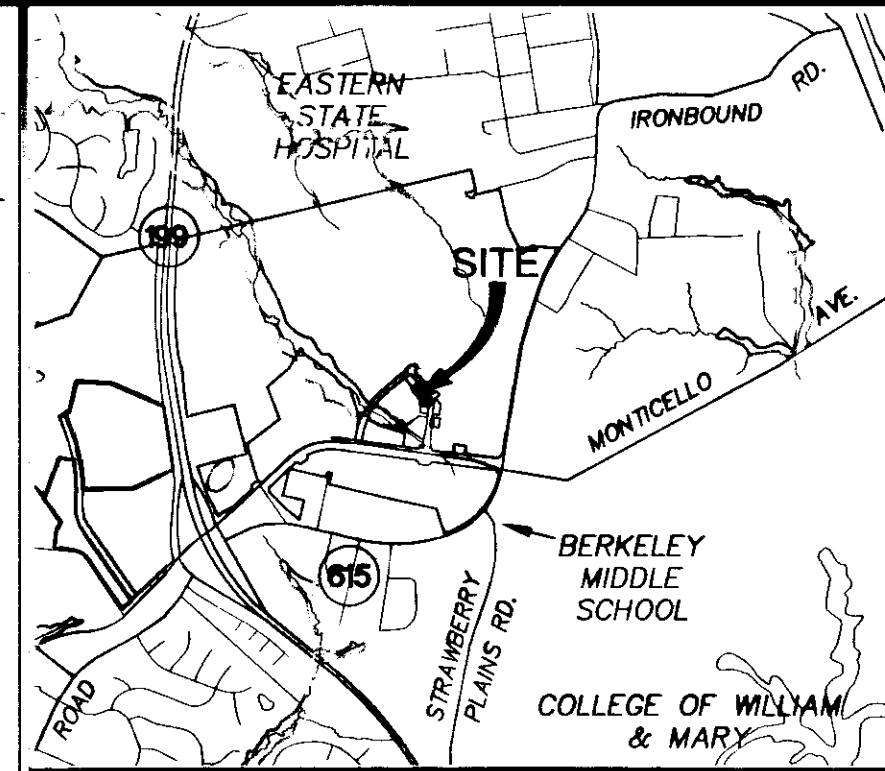 EASTERN
STATE
HOSPITAL
IRONBOUND RD.
199
SITE
MONTICELLO AVE.
BERKELEY
MIDDLE
SCHOOL
615
STRAWBERRY
PLAINS RD.
ROAD
COLLEGE OF WILLIAM
& MARY